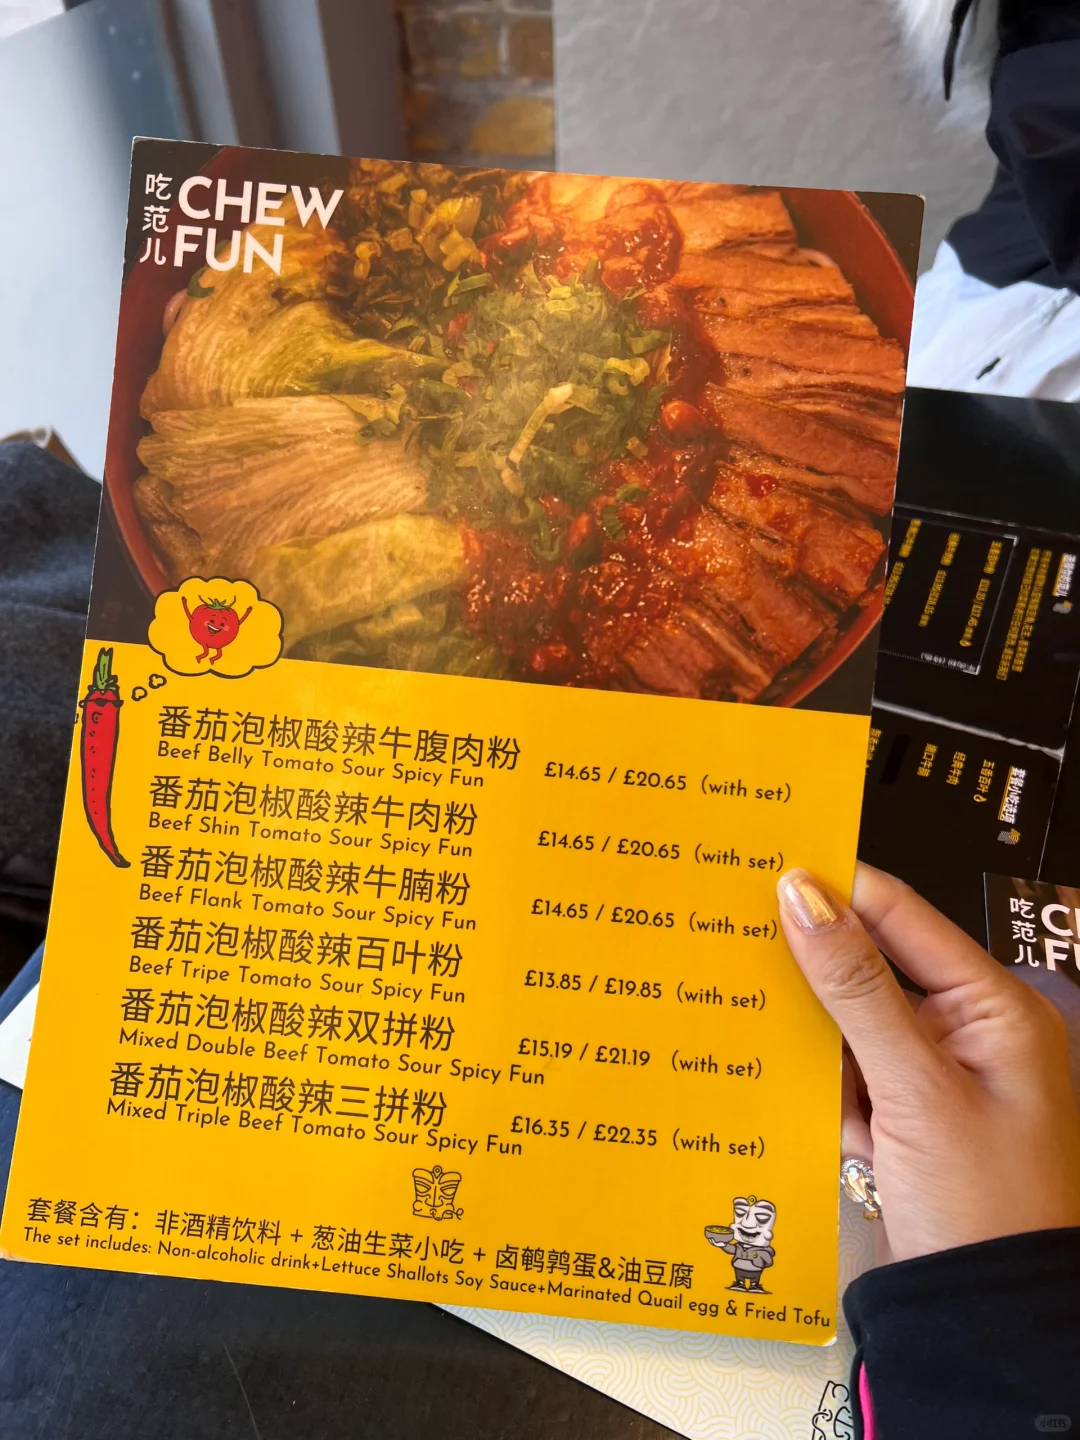 吃范儿
CHEW
FUN
番茄泡椒酸辣牛腹肉粉
Beef Belly Tomato Sour Spicy Fun
£14.65 / £20.65 (with set)
番茄泡椒酸辣牛肉粉
Beef Shin Tomato Sour Spicy Fun
£14.65 / £20.65 (with set)
番茄泡椒酸辣牛腩粉
Beef Flank Tomato Sour Spicy Fun
£14.65 / £20.65 (with set)
番茄泡椒酸辣百叶粉
Beef Tripe Tomato Sour Spicy Fun
£13.85 / £19.85 (with set)
番茄泡椒酸辣双拼粉
Mixed Double Beef Tomato Sour Spicy Fun
£15.19 / £21.19 (with set)
番茄泡椒酸辣三拼粉
Mixed Triple Beef Tomato Sour Spicy Fun
£16.35 / £22.35 (with set)
套餐含有：非酒精饮料 + 葱油生菜小吃 + 卤鹌鹑蛋&油豆腐
The set includes: Non-alcoholic drink+Lettuce Shallots Soy Sauce+Marinated Quail egg & Fried Tofu
吃范儿
小红书